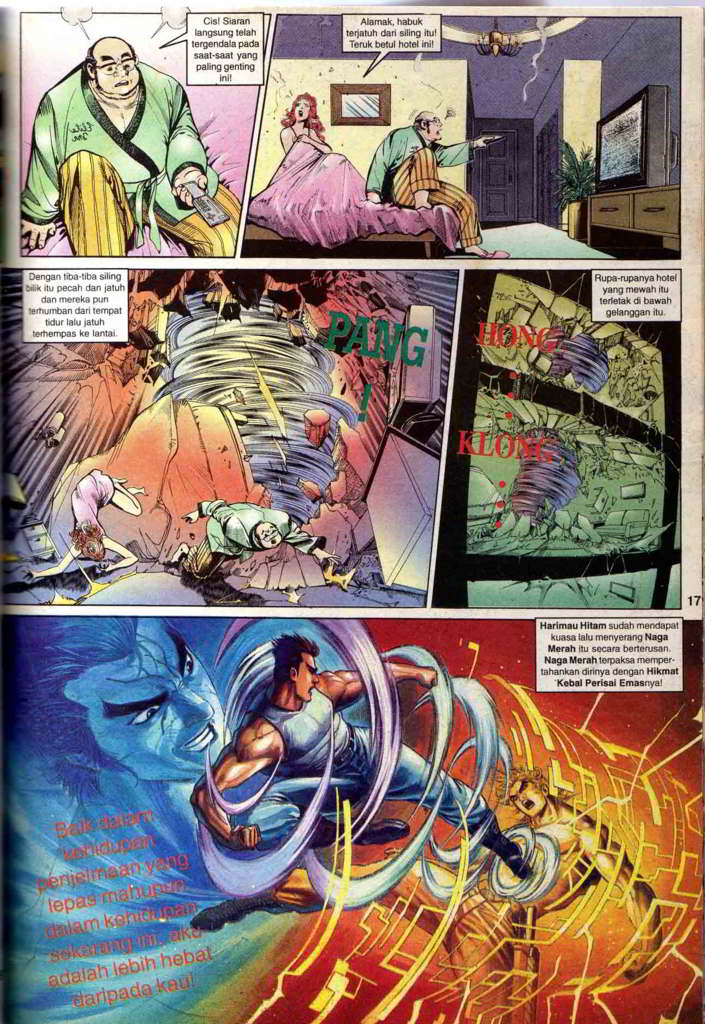 Cis! Siaran
langsung telah
tergendala pada
saat-saat yang
paling genting
ini!
Alamak, habuk
terjatuh dari siling itu!
Teruk betul hotel ini!
Dengan tiba-tiba siling
bilik itu pecah dan jatuh
dan mereka pun
terhumban dari tempat
tidur lalu jatuh
terhempas ke lantai.
PANG
!
Rupa-rupanya hotel
yang mewah itu
terletak di bawah
gelanggan itu.
HONG
...
KLONG
...
17
Harimau Hitam sudah mendapat
kuasa lalu menyerang Naga
Merah itu secara berterusan.
Naga Merah terpaksa memper-
tahankan dirinya dengan Hikmat
Kebal Perisai Emasnya!
Baik dalam
kehidupan
penjelmaan yang
lepas mahupun
dalam kehidupan
sekarang ini, aku
adalah lebih hebat
daripada kau!